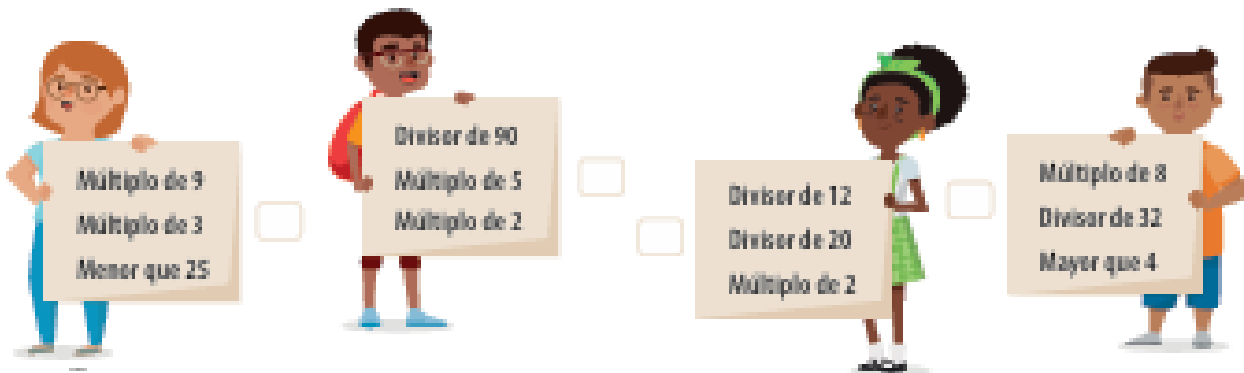 Múltiplo de 9
Múltiplo de 3
Menor que 25
Divisor de 90
Múltiplo de 5
Múltiplo de 2
Divisor de 12
Divisor de 20
Múltiplo de 2
Múltiplo de 8
Divisor de 32
Mayor que 4